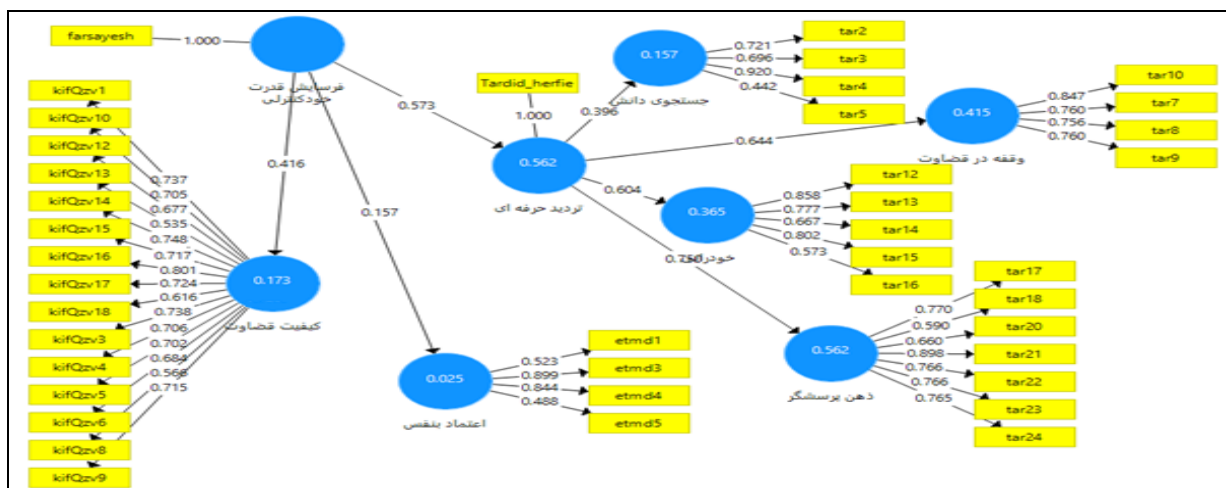 farsayesh
1.000
فرسایش قدرت
خودکنترلی
0.573
0.416
0.157
Tardid_herfie
1.000
0.562
تردید حرفه ای
0.396
0.644
0.604
0.157
جستجوی دانش
0.721
0.696
0.920
0.442
tar2
tar3
tar4
tar5
0.415
وقفه در قضاوت
0.847
0.760
0.756
0.760
tar10
tar7
tar8
tar9
0.365
0.858
0.777
0.667
0.802
0.573
tar12
tar13
tar14
tar15
tar16
0.562
ذهن پرسشگر
0.770
0.590
0.660
0.898
0.766
0.766
0.765
tar17
tar18
tar20
tar21
tar22
tar23
tar24
kifQzv1
kifQzv10
kifQzv12
kifQzv13
kifQzv14
kifQzv15
kifQzv16
kifQzv17
kifQzv18
kifQzv3
kifQzv4
kifQzv5
kifQzv6
kifQzv8
kifQzv9
0.737
0.705
0.677
0.535
0.748
0.717
0.801
0.724
0.616
0.738
0.706
0.702
0.684
0.566
0.715
0.173
کیفیت قضاوت
0.025
اعتماد بنفس
0.523
0.899
0.844
0.488
etmd1
etmd3
etmd4
etmd5